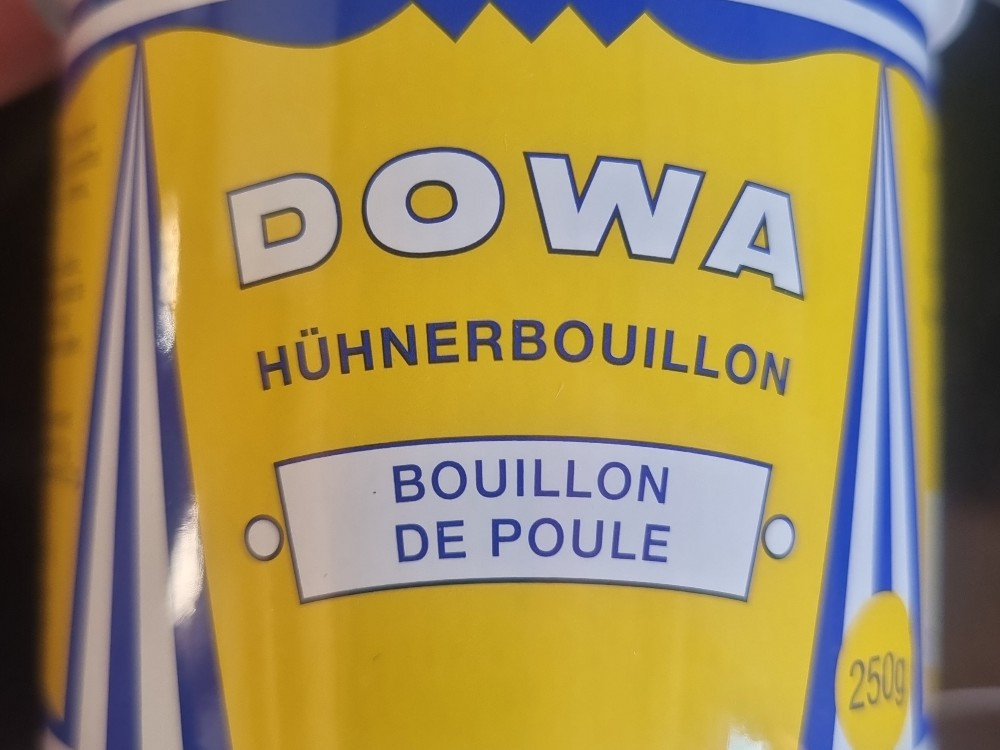 DOWA
HÜHNERBOUILLON
BOUILLON
DE POULE
250g